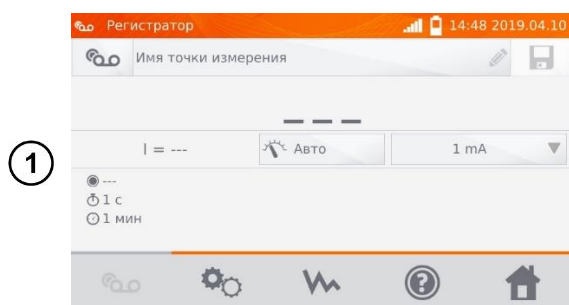 Регистратор 14:48 2019.04.10
Имя точки измерения
— — —
1 I = --- Авто 1 mA
---
1 с
1 мин
?